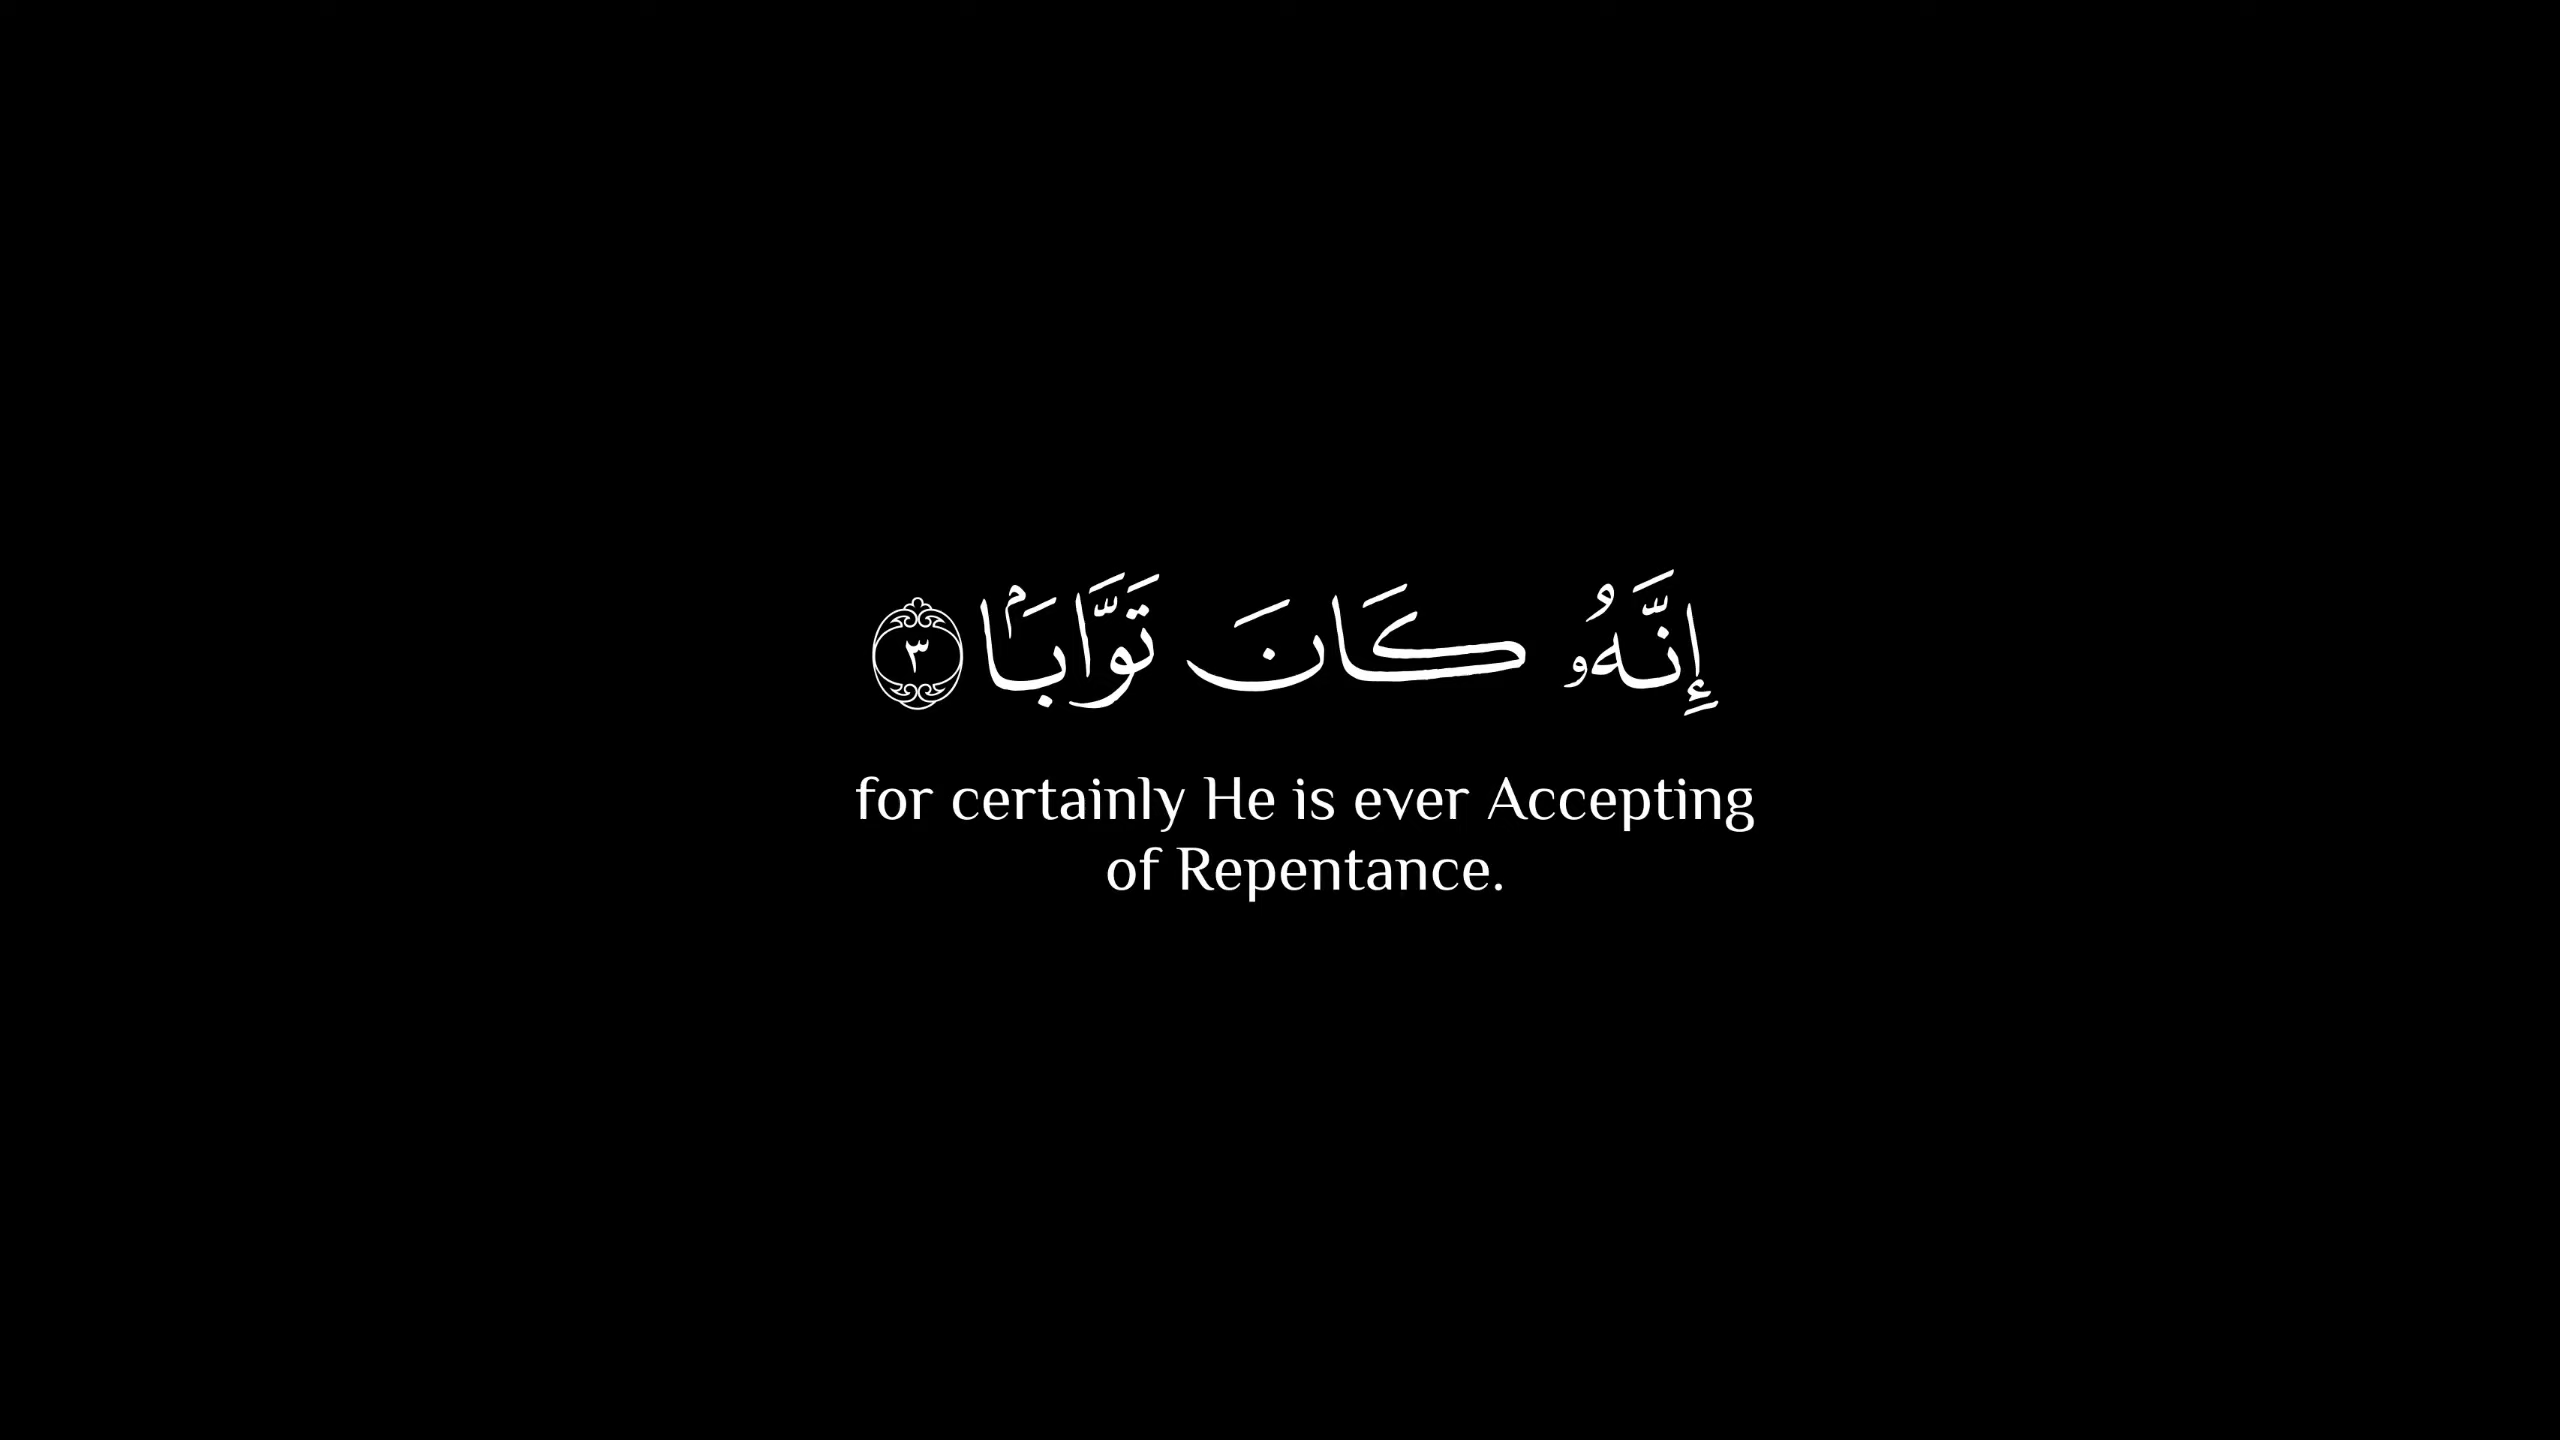 إِنَّهُۥ كَانَ تَوَّابَۢا ٣
for certainly He is ever Accepting
of Repentance.